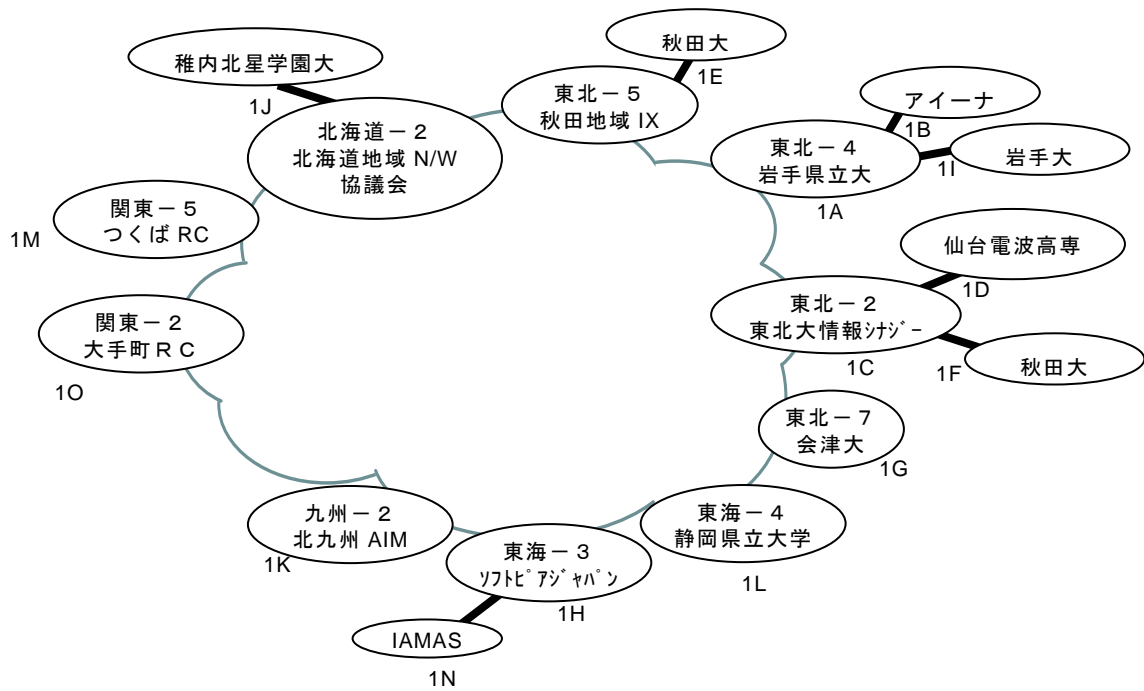 稚内北星学園大
1J
北海道－2
北海道地域 N/W
協議会
秋田大
1E
東北－5
秋田地域 IX
アイーナ
1B
東北－4
岩手県立大
1A
岩手大
1I
関東－5
つくば RC
1M
仙台電波高専
1D
東北－2
東北大情報ｼﾅｼﾞｰ
1C
秋田大
1F
関東－2
大手町ＲＣ
1O
東北－7
会津大
1G
東海－4
静岡県立大学
1L
九州－2
北九州 AIM
1K
東海－3
ｿﾌﾄﾋﾟｱｼﾞｬﾊﾟﾝ
1H
IAMAS
1N